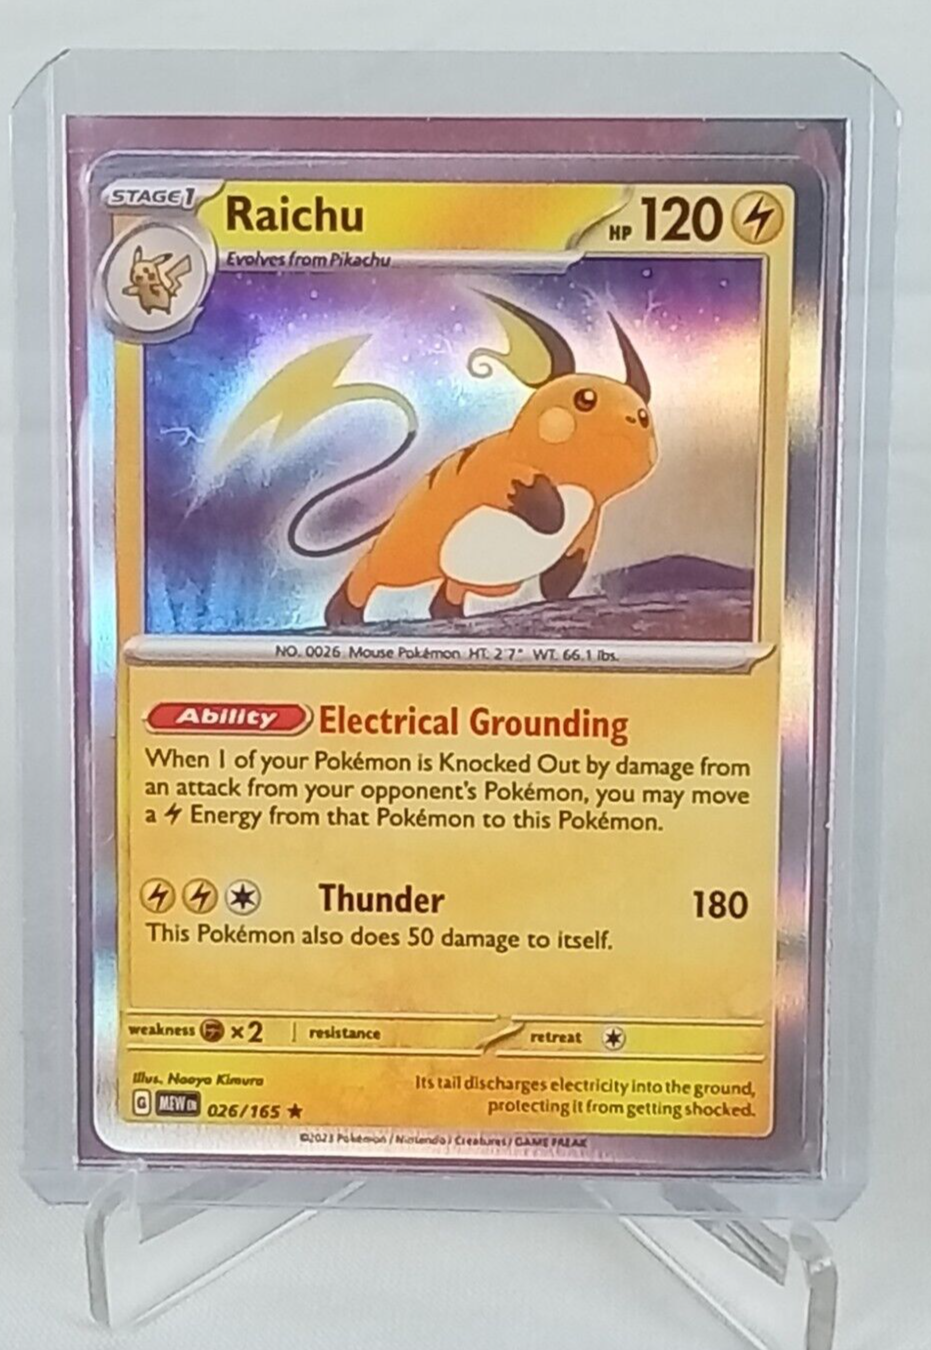 STAGE 1
Raichu
HP 120
Evolves from Pikachu
NO. 0026 Mouse Pokémon HT. 2'7" WT. 66.1 lbs.
Ability Electrical Grounding
When 1 of your Pokémon is Knocked Out by damage from
an attack from your opponent's Pokémon, you may move
a Energy from that Pokémon to this Pokémon.
Thunder 180
This Pokémon also does 50 damage to itself.
weakness ×2 resistance retreat
Illus. Naoyo Kimura
Its tail discharges electricity into the ground,
protecting it from getting shocked.
G MEW EN 026/165 ★
©2023 Pokémon / Nintendo / Creatures / GAME FREAK